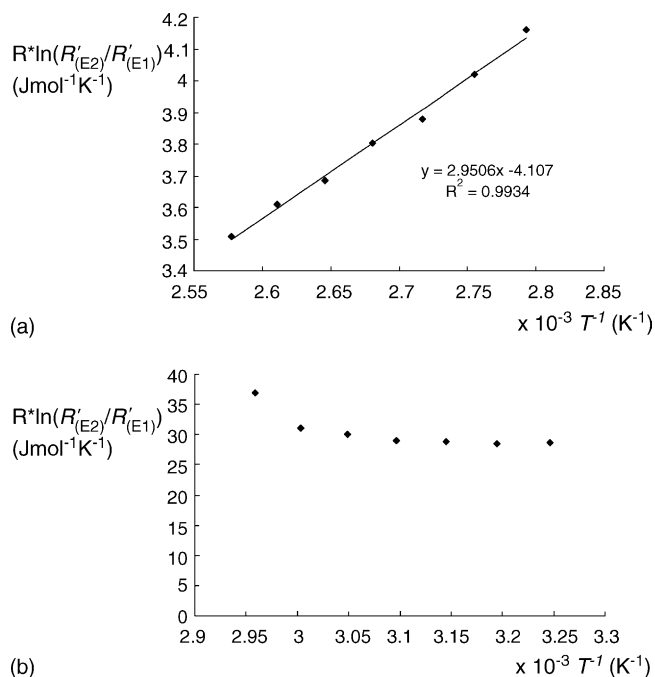 R*ln(R′(E2)/R′(E1))
(Jmol-1K-1)
4.2
4.1
4
3.9
3.8
3.7
3.6
3.5
3.4
y = 2.9506x -4.107
R2 = 0.9934
2.55 2.6 2.65 2.7 2.75 2.8 2.85
(a)
x 10-3 T-1 (K-1)
R*ln(R′(E2)/R′(E1))
(Jmol-1K-1)
40
35
30
25
20
15
10
5
0
2.9 2.95 3 3.05 3.1 3.15 3.2 3.25 3.3
(b)
x 10-3 T-1 (K-1)